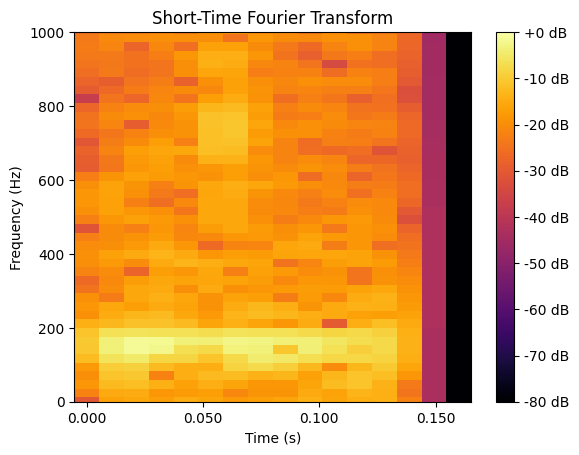 Short-Time Fourier Transform
1000
800
600
400
200
0
Frequency (Hz)
0.000
0.050
0.100
0.150
Time (s)
+0 dB
-10 dB
-20 dB
-30 dB
-40 dB
-50 dB
-60 dB
-70 dB
-80 dB